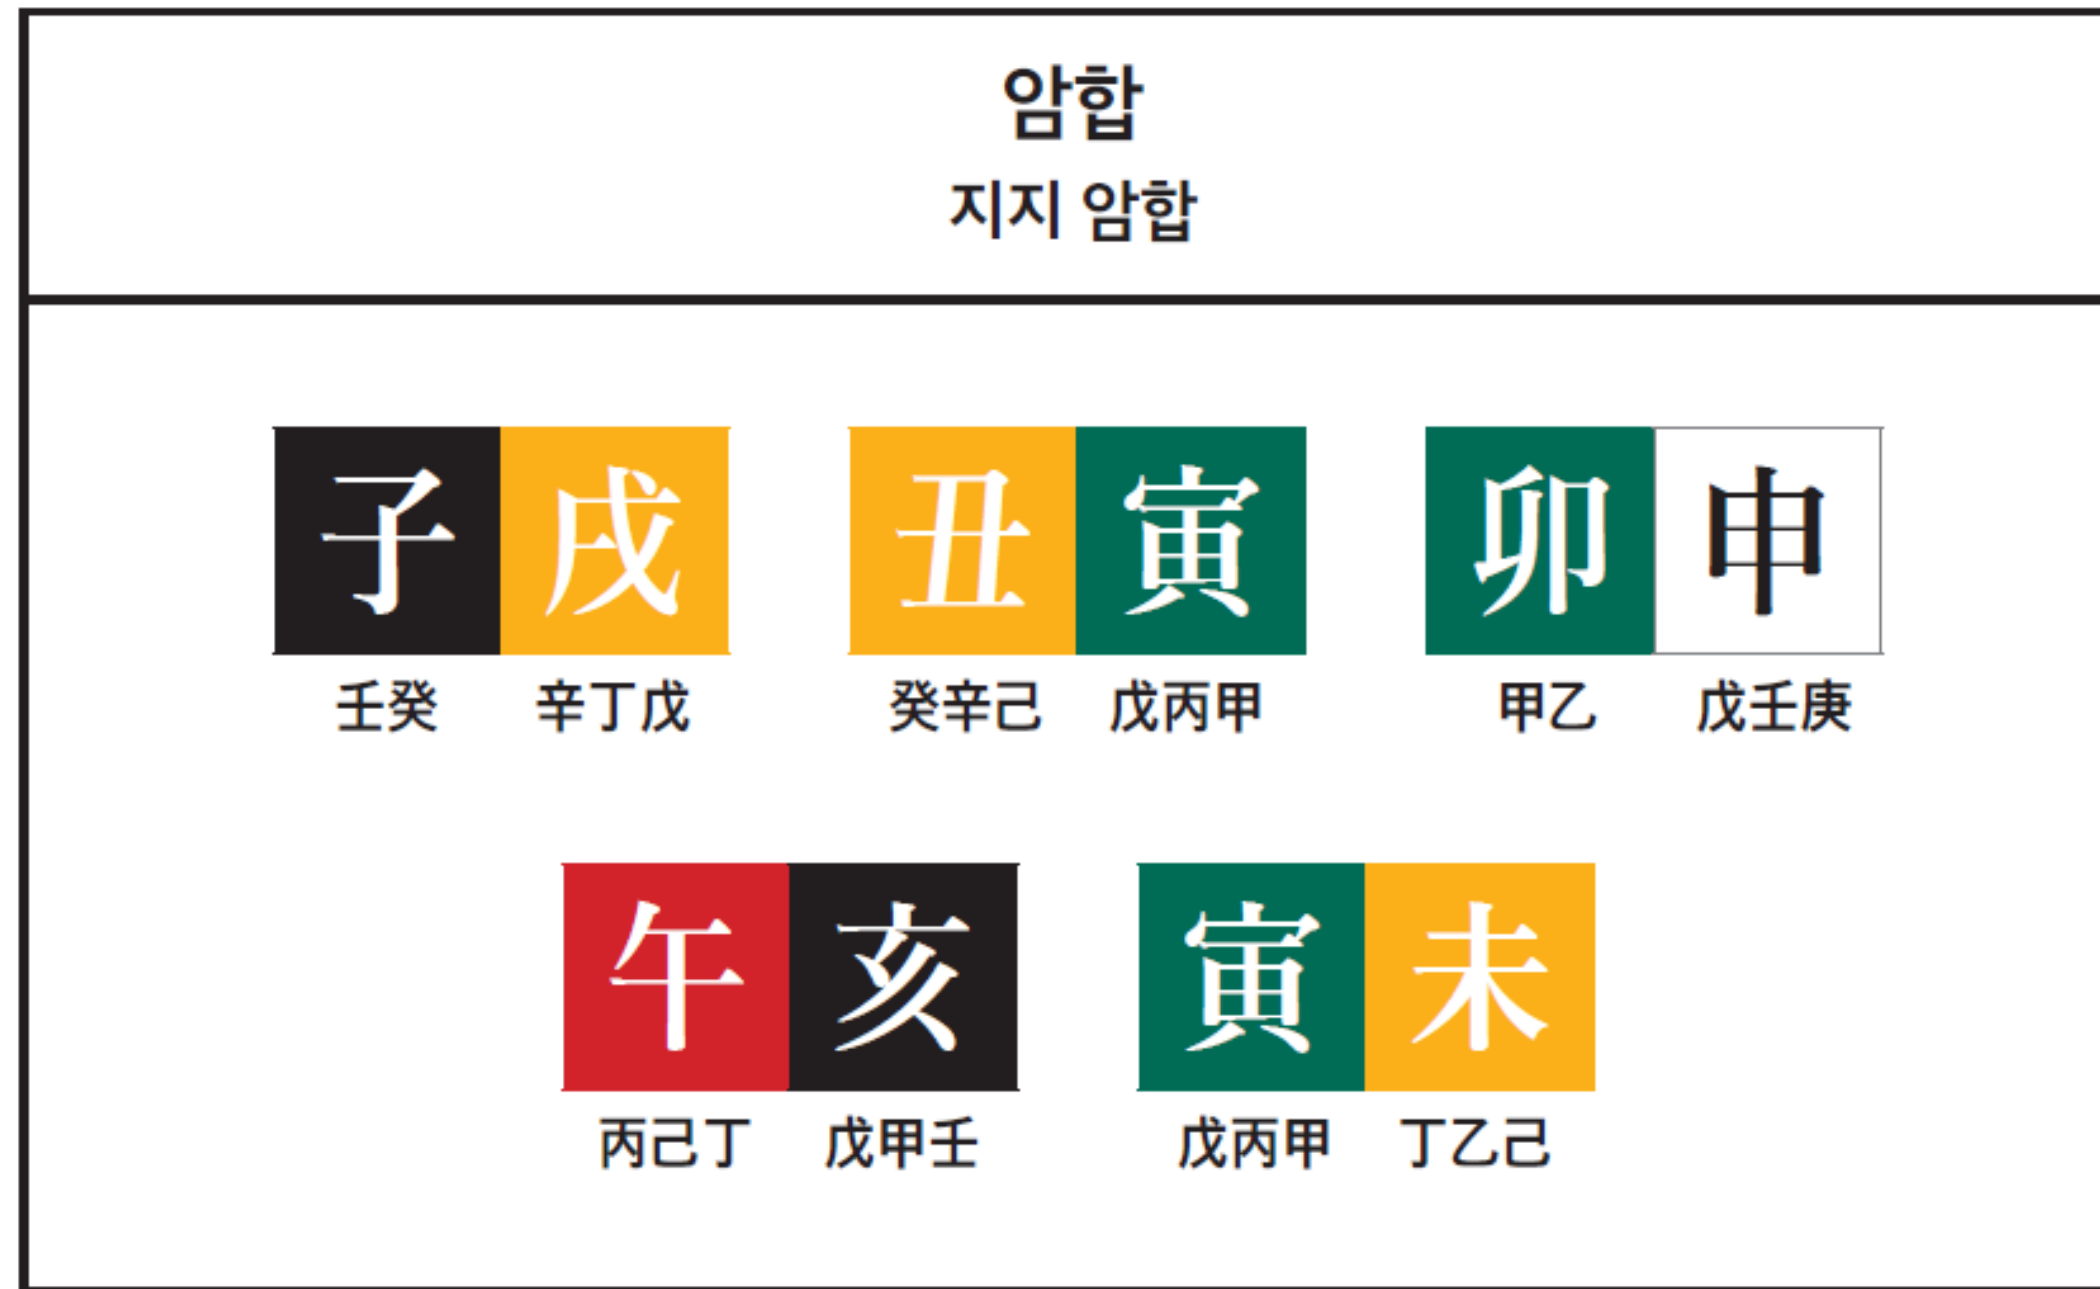 암합
지지 암합
子戌 丑寅 卯申
壬癸 辛丁戊 癸辛己 戊丙甲 甲乙 戊壬庚
午亥 寅未
丙己丁 戊甲壬 戊丙甲 丁乙己